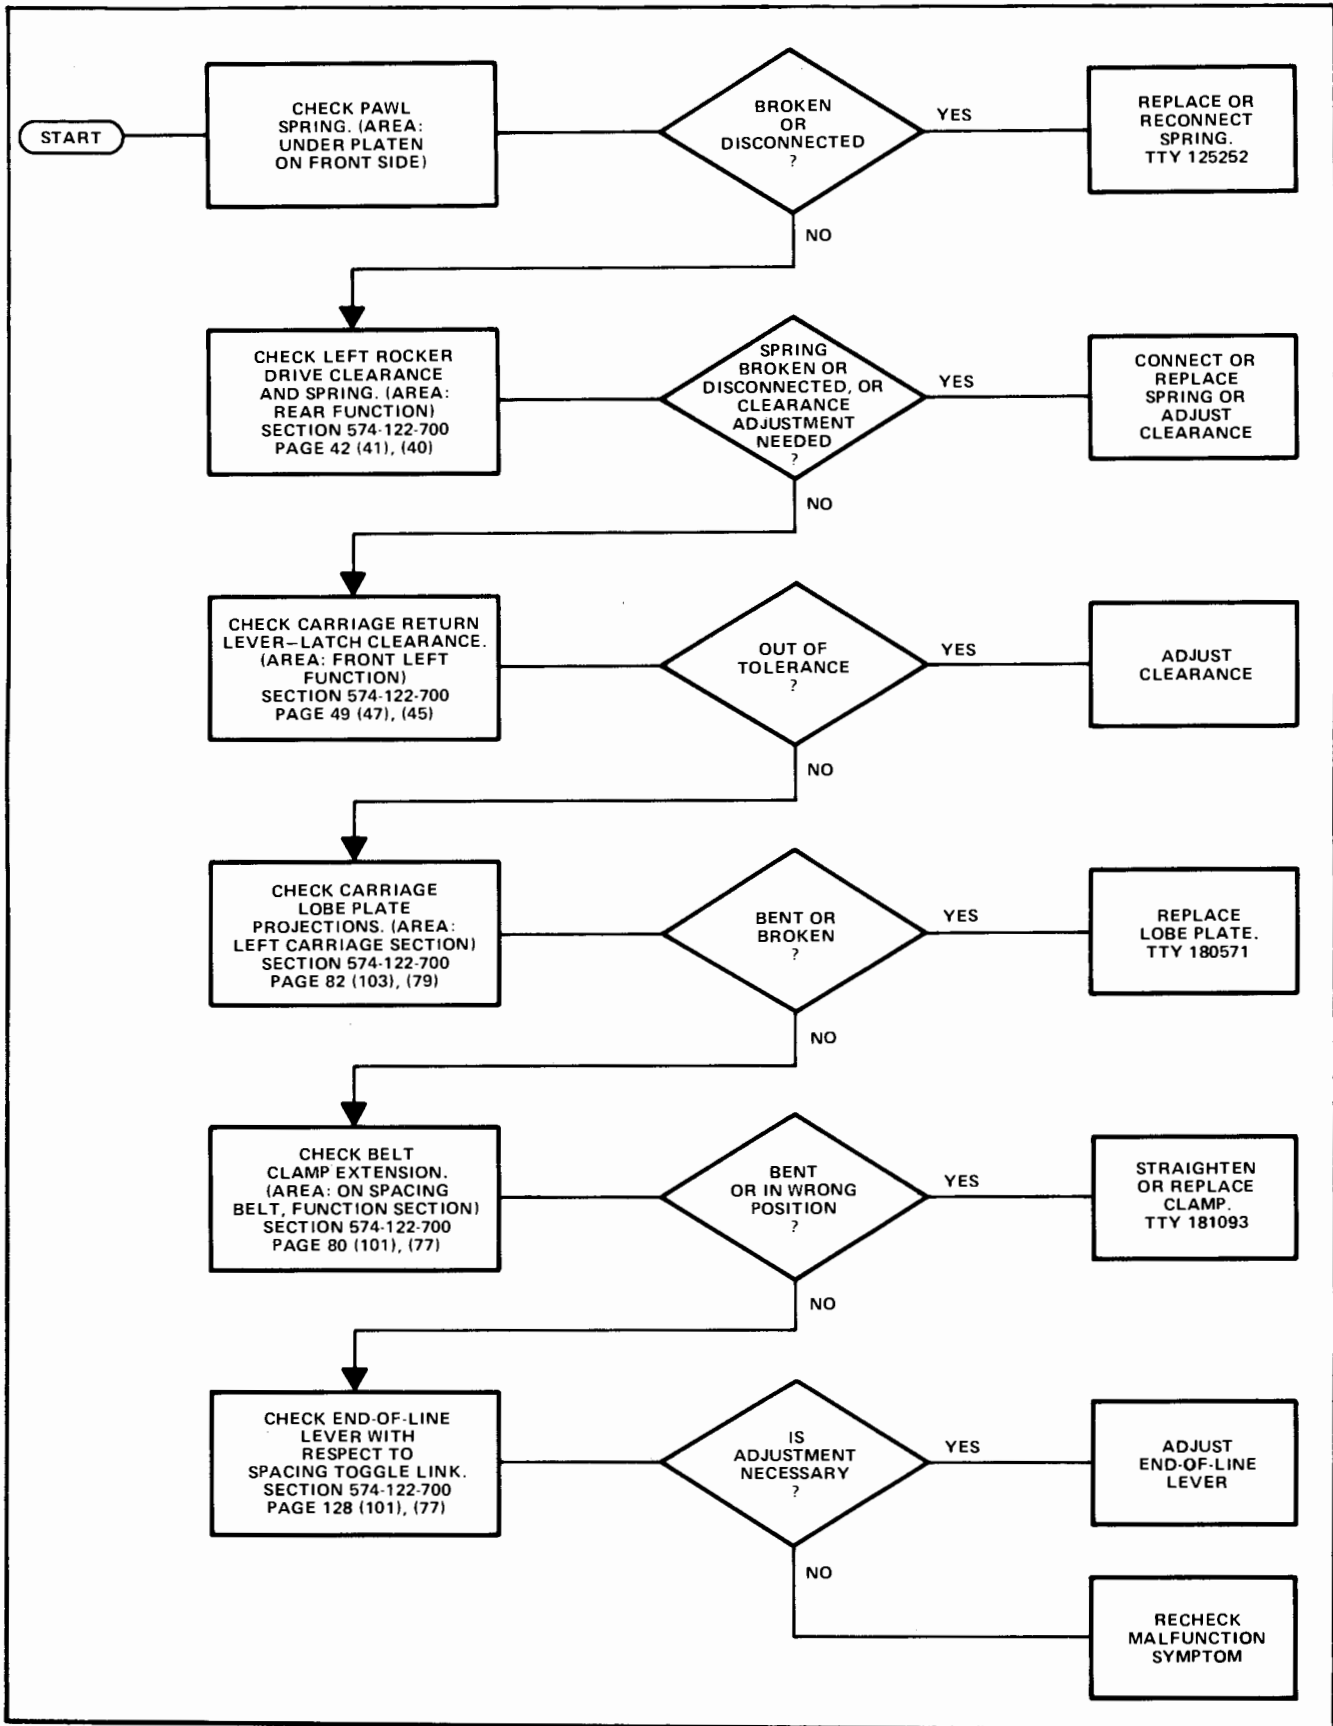 START
CHECK PAWL
SPRING. (AREA:
UNDER PLATEN
ON FRONT SIDE)
BROKEN
OR
DISCONNECTED
?
YES
REPLACE OR
RECONNECT
SPRING.
TTY 125252
NO
CHECK LEFT ROCKER
DRIVE CLEARANCE
AND SPRING. (AREA:
REAR FUNCTION)
SECTION 574-122-700
PAGE 42 (41), (40)
SPRING
BROKEN OR
DISCONNECTED, OR
CLEARANCE
ADJUSTMENT
NEEDED
?
YES
CONNECT OR
REPLACE
SPRING OR
ADJUST
CLEARANCE
NO
CHECK CARRIAGE RETURN
LEVER–LATCH CLEARANCE.
(AREA: FRONT LEFT
FUNCTION)
SECTION 574-122-700
PAGE 49 (47), (45)
OUT OF
TOLERANCE
?
YES
ADJUST
CLEARANCE
NO
CHECK CARRIAGE
LOBE PLATE
PROJECTIONS. (AREA:
LEFT CARRIAGE SECTION)
SECTION 574-122-700
PAGE 82 (103), (79)
BENT OR
BROKEN
?
YES
REPLACE
LOBE PLATE.
TTY 180571
NO
CHECK BELT
CLAMP EXTENSION.
(AREA: ON SPACING
BELT, FUNCTION SECTION)
SECTION 574-122-700
PAGE 80 (101), (77)
BENT
OR IN WRONG
POSITION
?
YES
STRAIGHTEN
OR REPLACE
CLAMP.
TTY 181093
NO
CHECK END-OF-LINE
LEVER WITH
RESPECT TO
SPACING TOGGLE LINK.
SECTION 574-122-700
PAGE 128 (101), (77)
IS
ADJUSTMENT
NECESSARY
?
YES
ADJUST
END-OF-LINE
LEVER
NO
RECHECK
MALFUNCTION
SYMPTOM